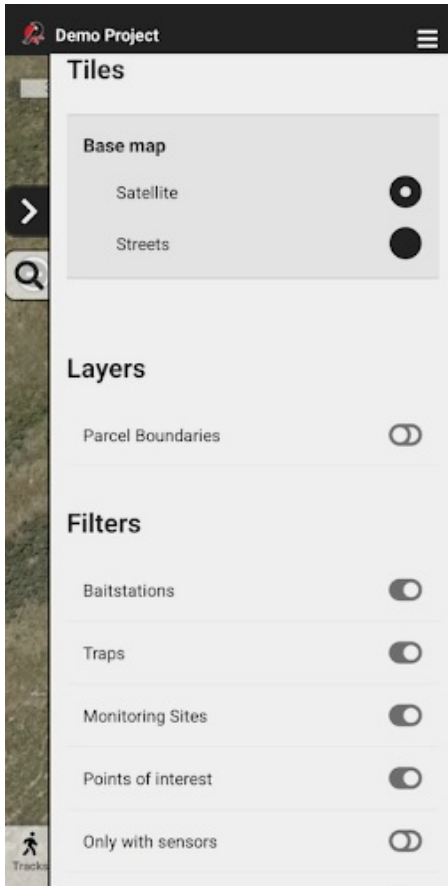 Demo Project
Tiles
Base map
Satellite
Streets
Layers
Parcel Boundaries
Filters
Baitstations
Traps
Monitoring Sites
Points of interest
Only with sensors
Tracks